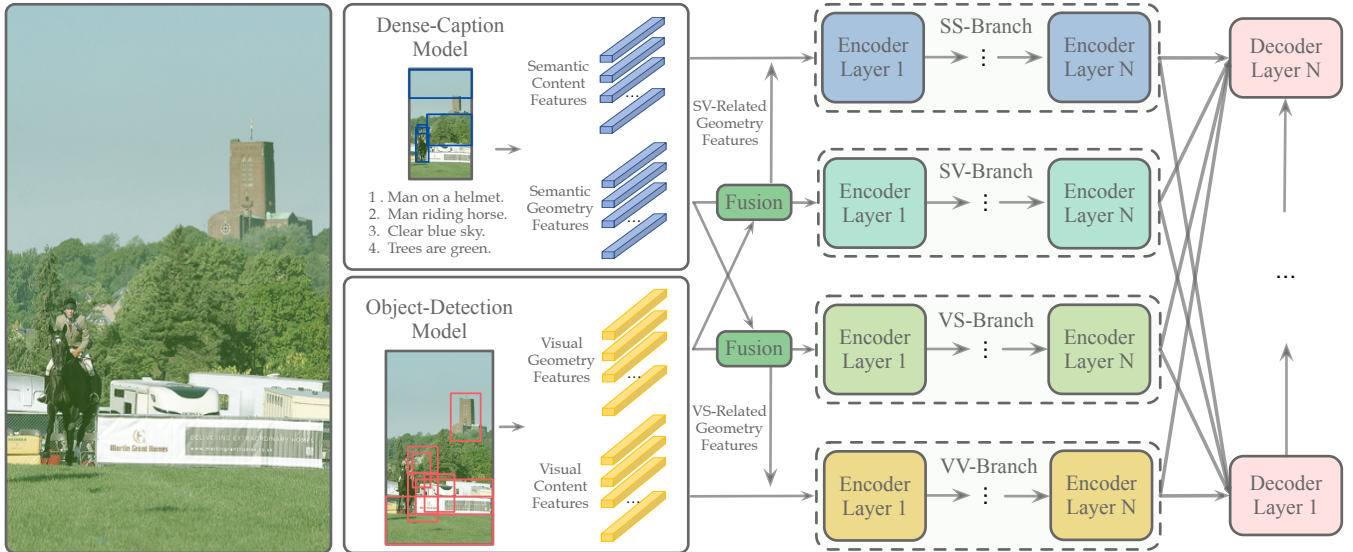 Dense-Caption
Model
Semantic
Content
Features
...
1 . Man on a helmet.
2. Man riding horse.
3. Clear blue sky.
4. Trees are green.
Semantic
Geometry
Features
...
Object-Detection
Model
Visual
Geometry
Features
...
Visual
Content
Features
...
SV-Related
Geometry
Features
Fusion
Fusion
VS-Related
Geometry
Features
SS-Branch
Encoder
Layer 1
...
Encoder
Layer N
SV-Branch
Encoder
Layer 1
...
Encoder
Layer N
VS-Branch
Encoder
Layer 1
...
Encoder
Layer N
VV-Branch
Encoder
Layer 1
...
Encoder
Layer N
Decoder
Layer N
...
Decoder
Layer 1
Martin Grant Homes